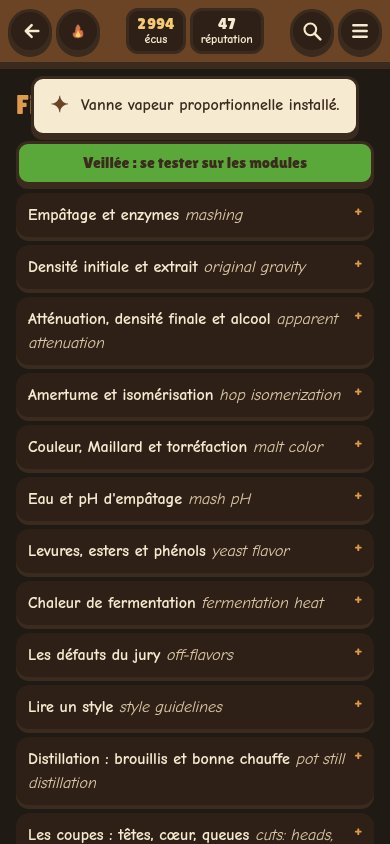 2 994
écus
47
réputation
Vanne vapeur proportionnelle installé.
Veillée : se tester sur les modules
Empâtage et enzymes mashing
Densité initiale et extrait original gravity
Atténuation, densité finale et alcool apparent
attenuation
Amertume et isomérisation hop isomerization
Couleur, Maillard et torréfaction malt color
Eau et pH d'empâtage mash pH
Levures, esters et phénols yeast flavor
Chaleur de fermentation fermentation heat
Les défauts du jury off-flavors
Lire un style style guidelines
Distillation : brouillis et bonne chauffe pot still
distillation
Les coupes : têtes, cœur, queues cuts: heads,